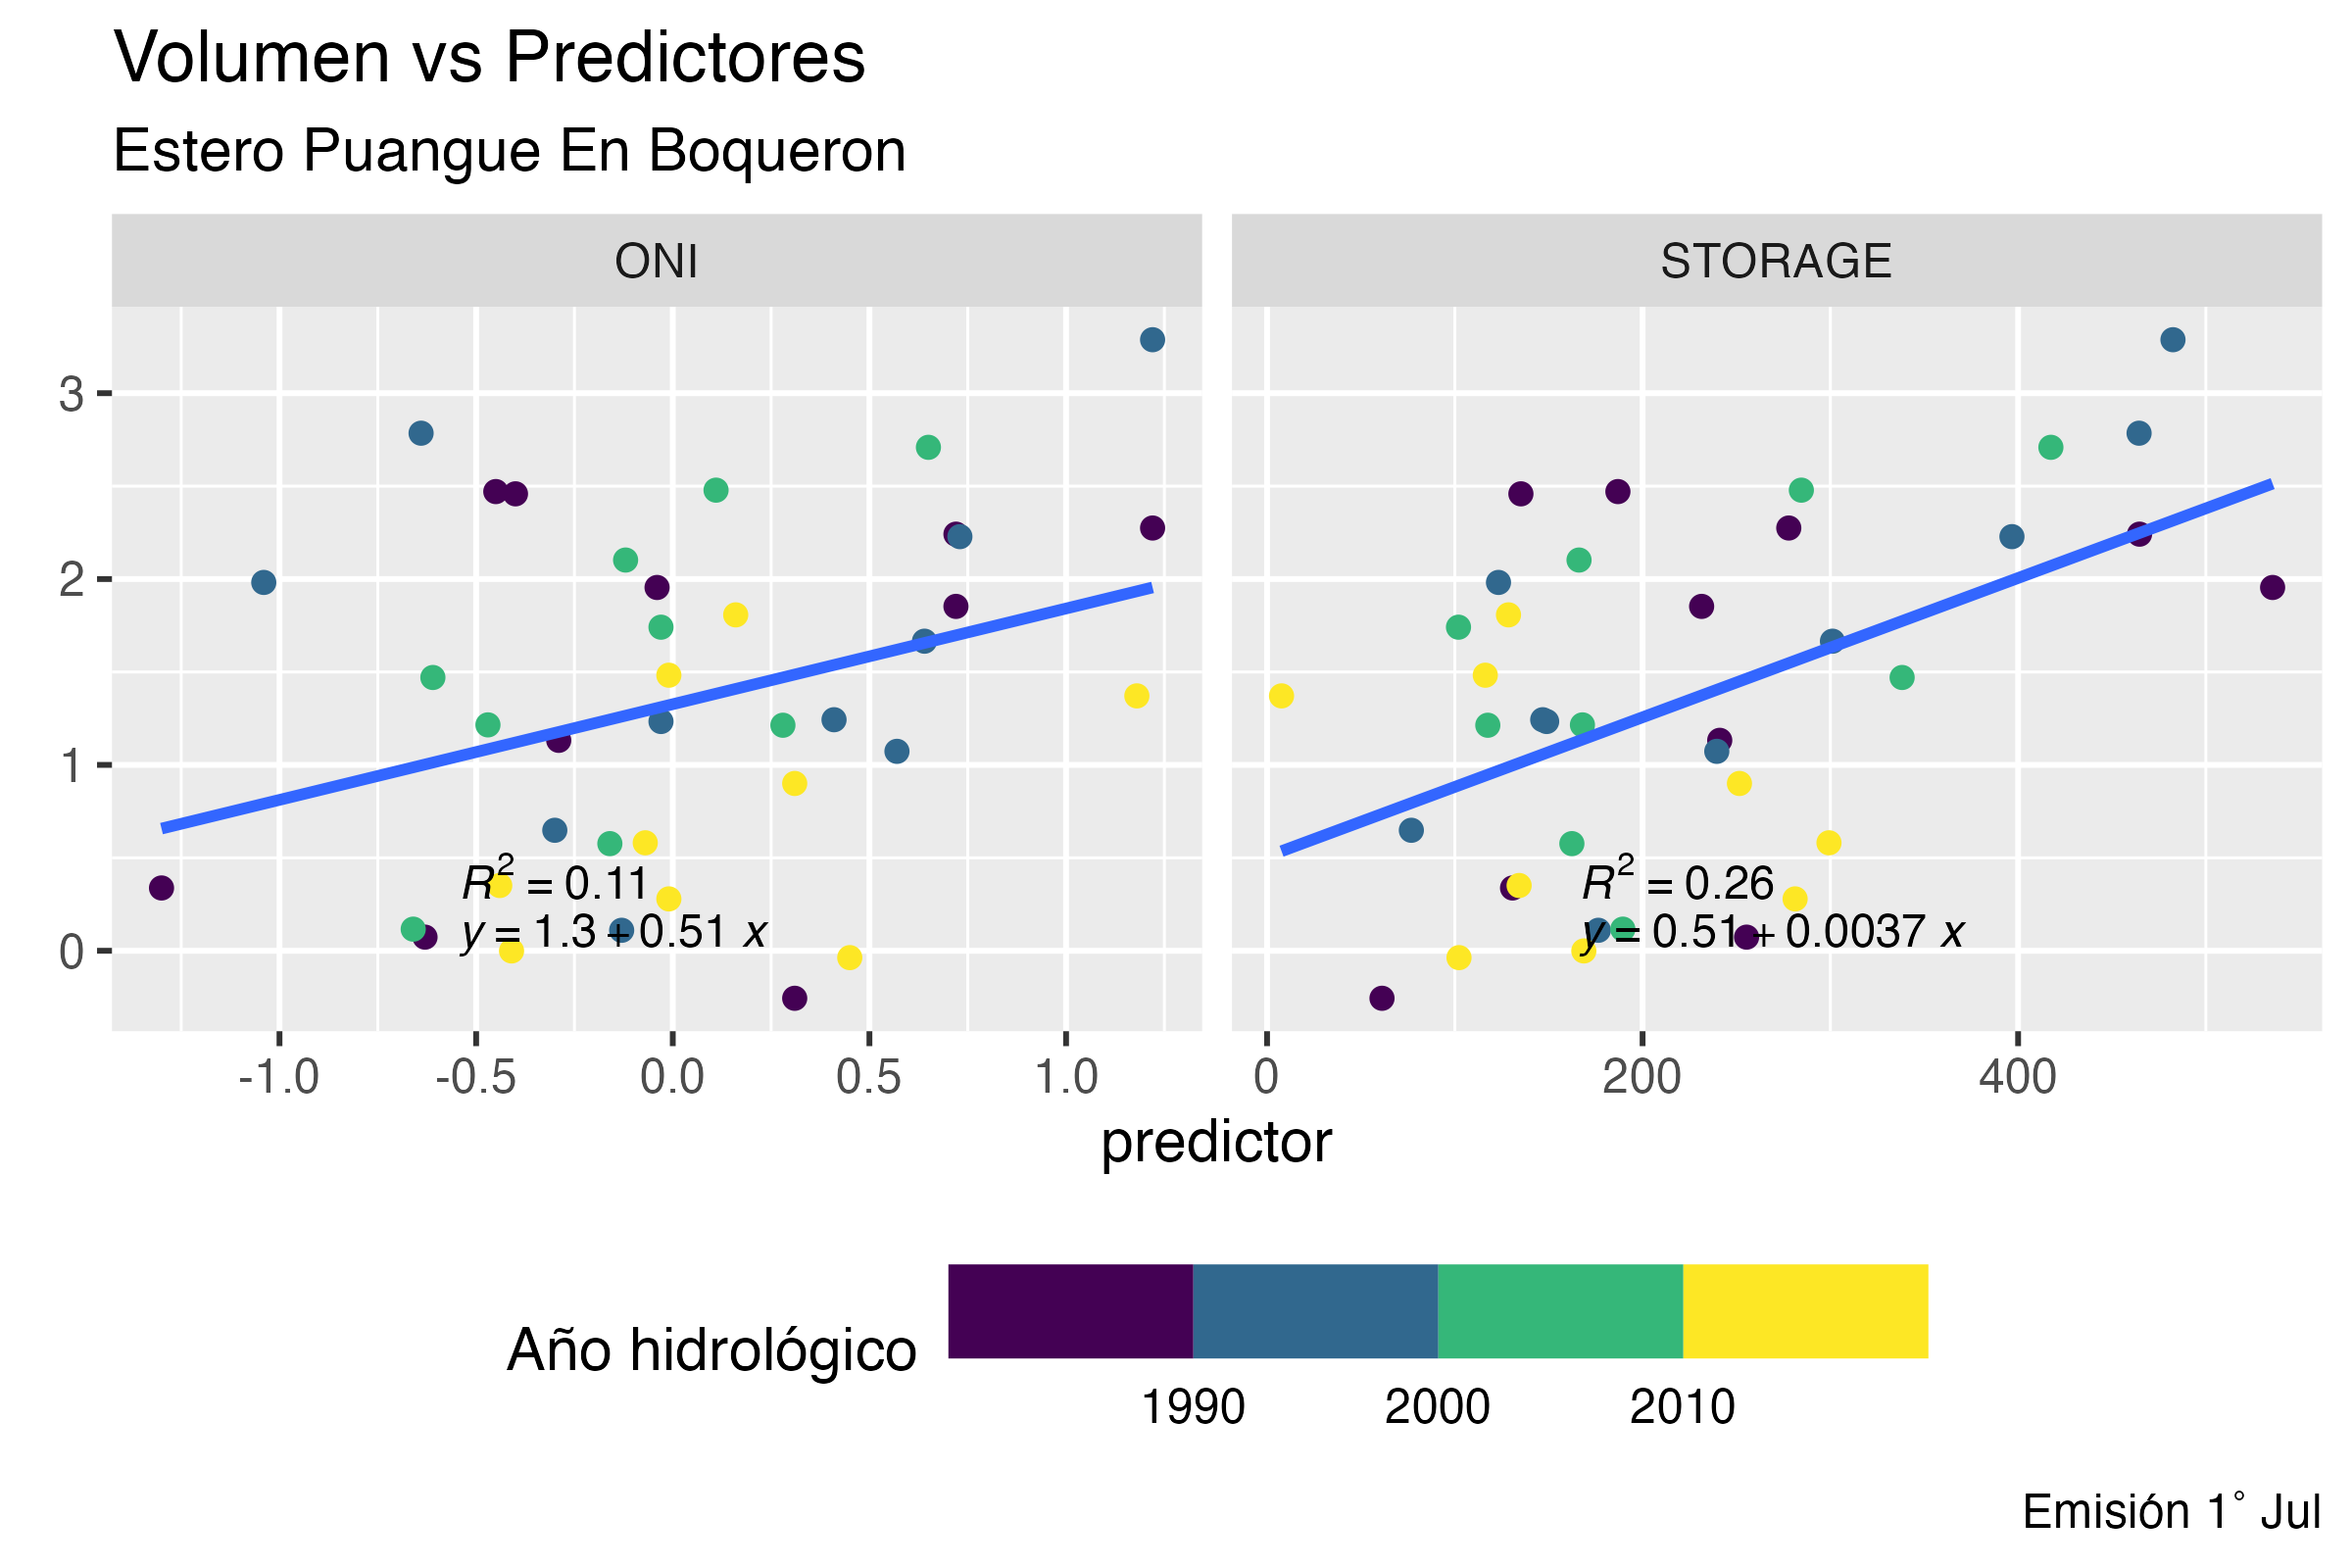 Volumen vs Predictores
Estero Puangue En Boqueron
ONI STORAGE
3
2
1
0
R² = 0.11
y = 1.3 + 0.51 x
R² = 0.26
y = 0.51 + 0.0037 x
-1.0 -0.5 0.0 0.5 1.0 0 200 400
predictor
Año hidrológico
1990 2000 2010
Emisión 1° Jul